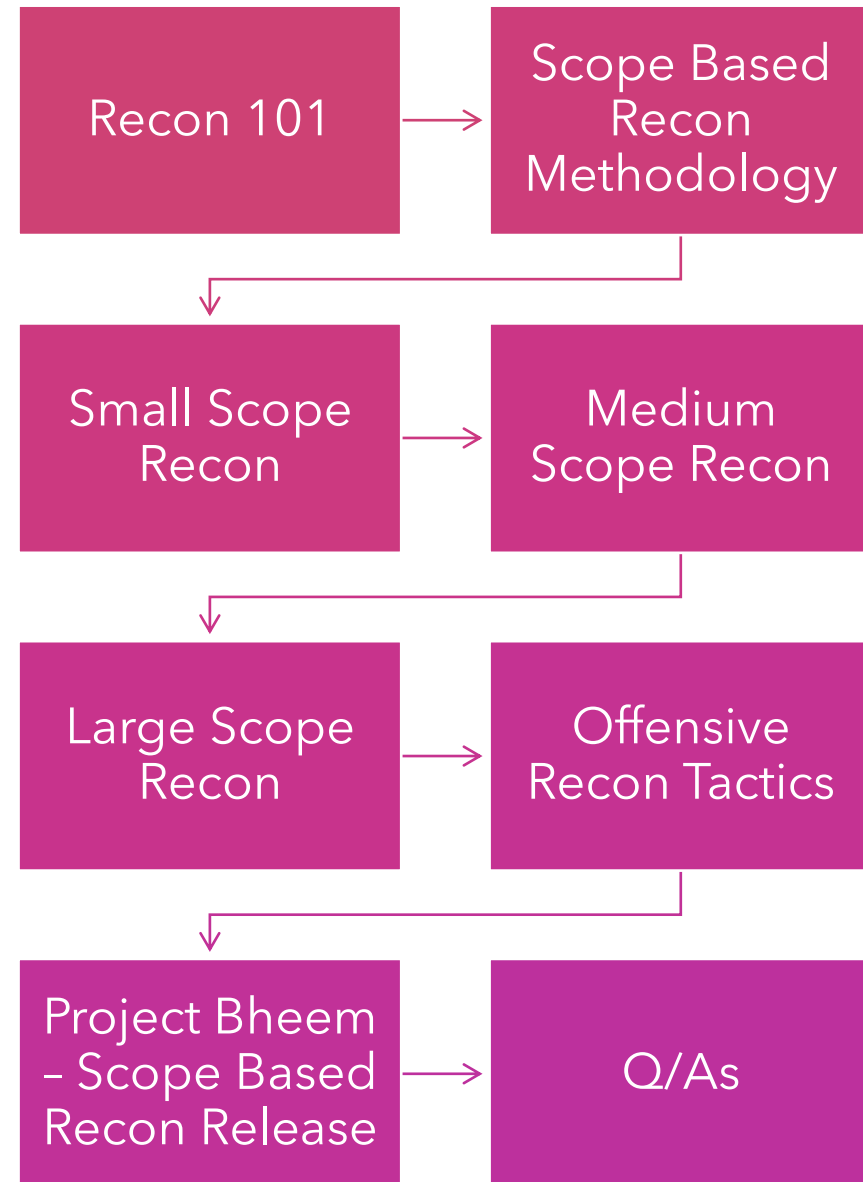 Recon 101
Scope Based
Recon
Methodology
Small Scope
Recon
Medium
Scope Recon
Large Scope
Recon
Offensive
Recon Tactics
Project Bheem
– Scope Based
Recon Release
Q/As